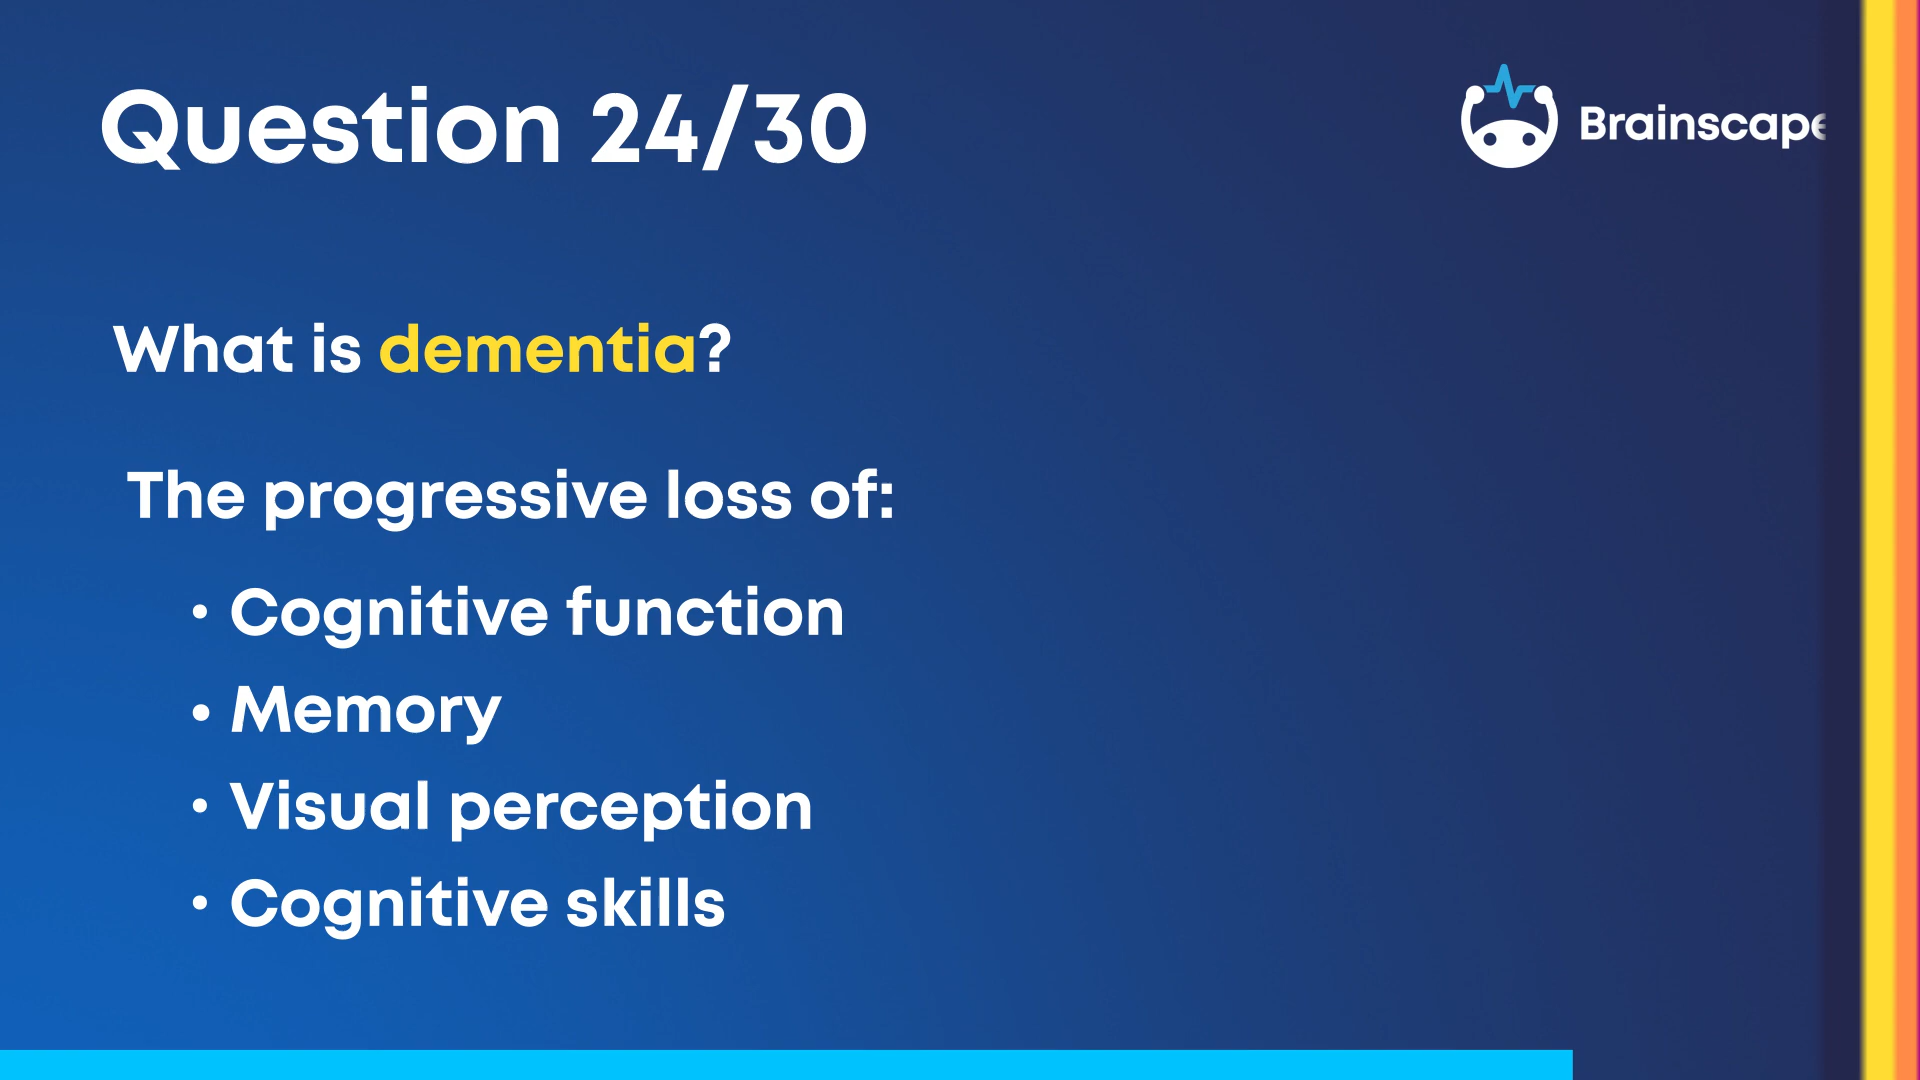 Question 24/30
Brainscape
What is dementia?
The progressive loss of:
• Cognitive function
• Memory
• Visual perception
• Cognitive skills